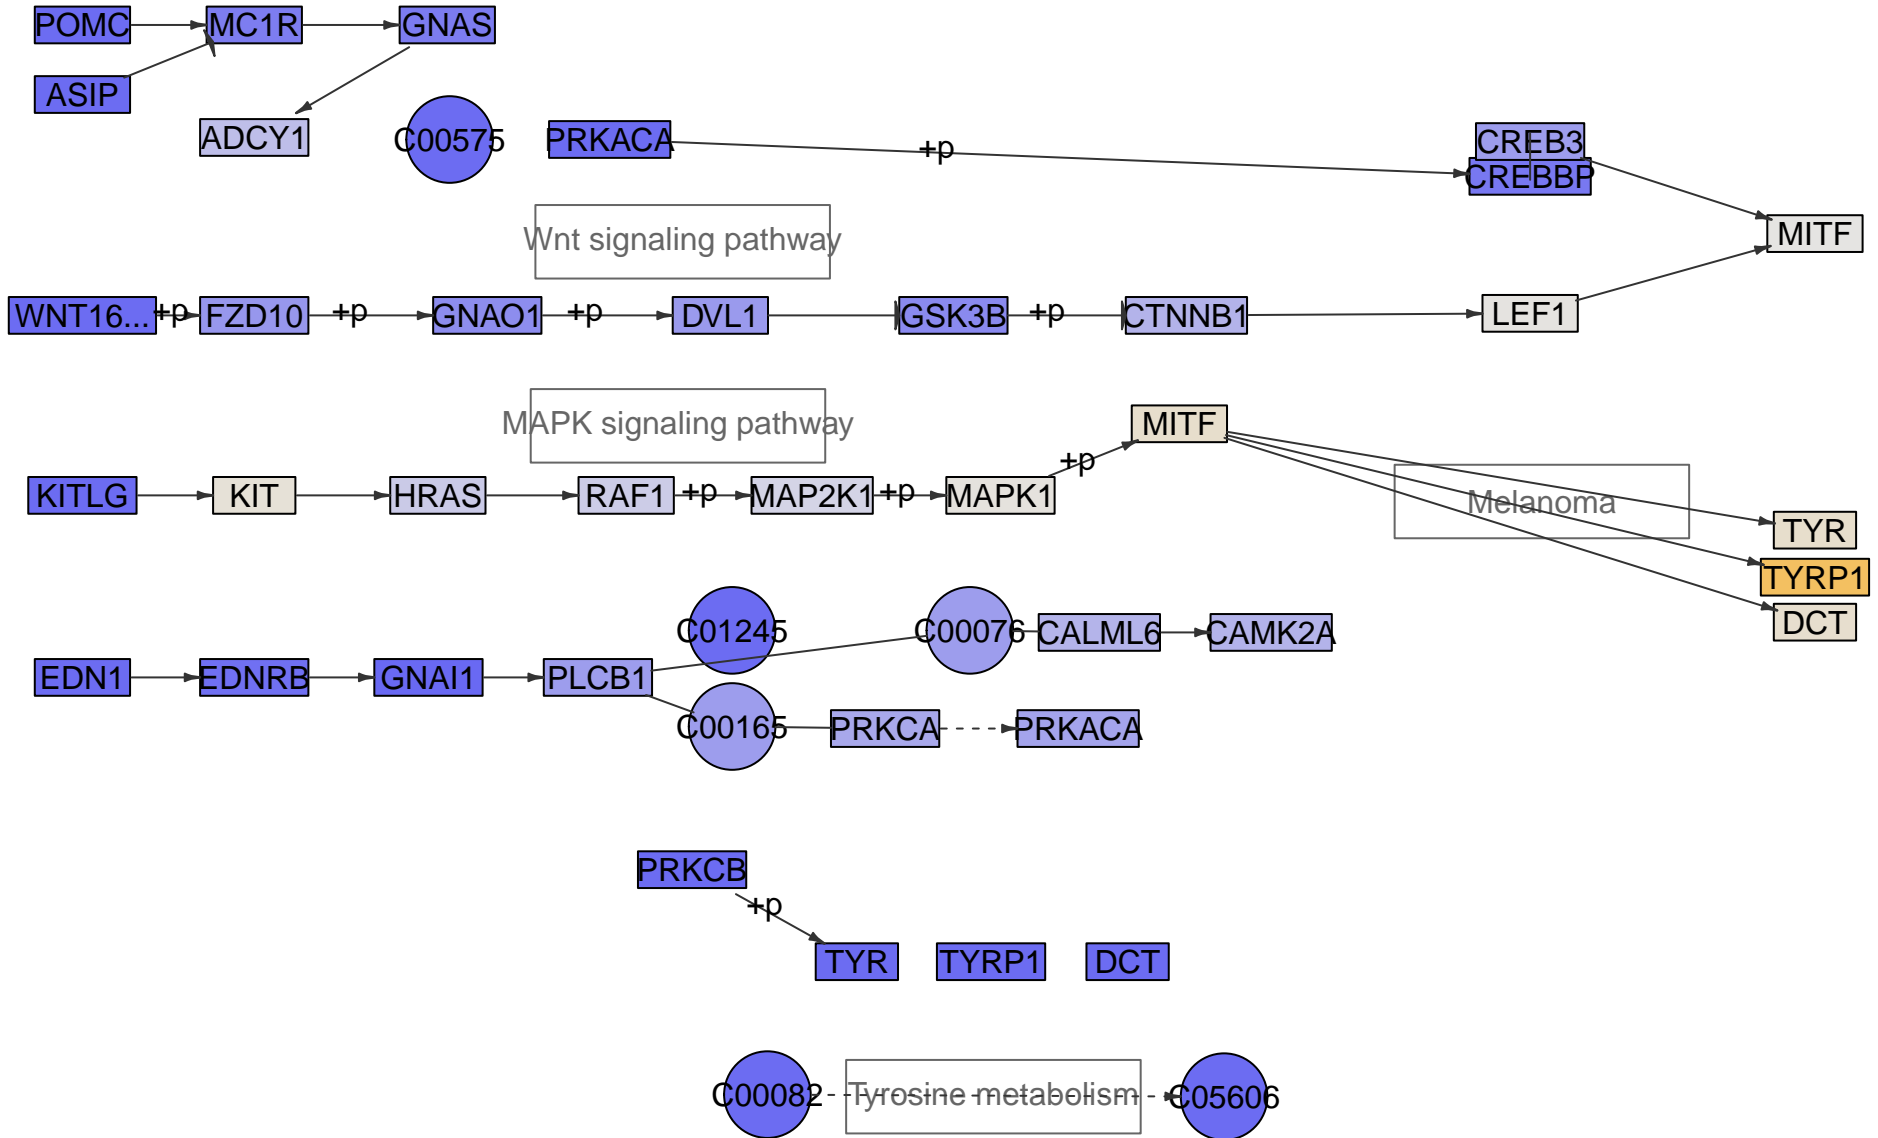 POMC MC1R GNAS
ASIP
ADCY1 C00575 PRKACA +p CREB3
CREBBP
Wnt signaling pathway MITF
WNT16... +p FZD10 +p GNAO1 +p DVL1 GSK3B +p CTNNB1 LEF1
MAPK signaling pathway MITF
+p
KITLG KIT HRAS RAF1 +p MAP2K1 +p MAPK1 Melanoma
TYR
TYRP1
DCT
C01245 C00076 CALML6 CAMK2A
EDN1 EDNRB GNAI1 PLCB1
C00165 PRKCA PRKACA
PRKCB
+p
TYR TYRP1 DCT
C00082 Tyrosine metabolism C05606